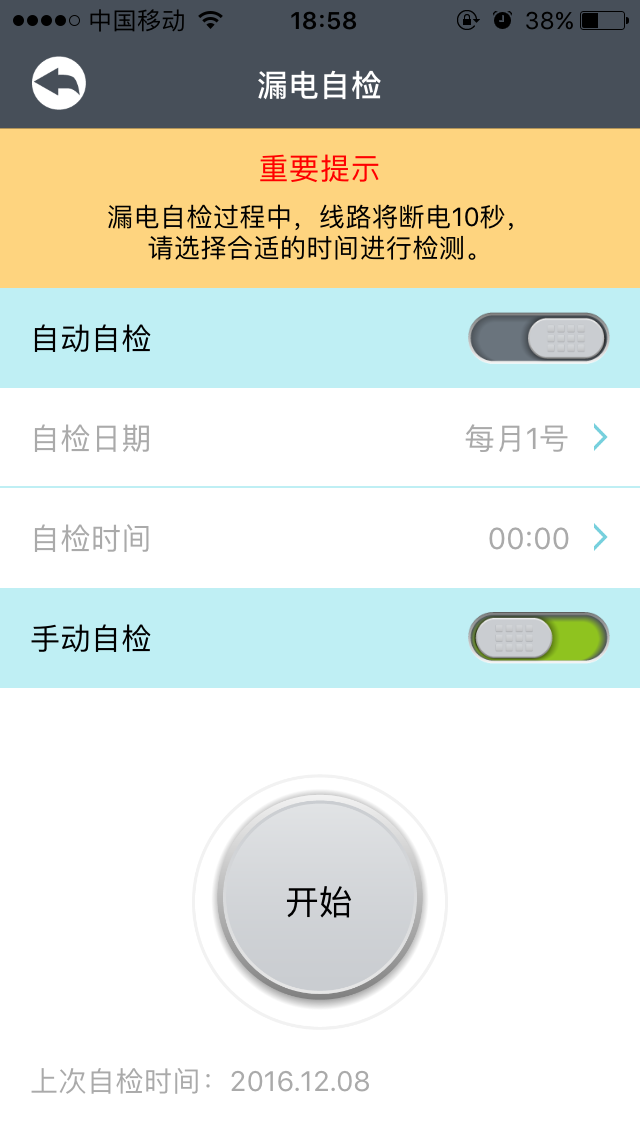 中国移动 18:58 38%
漏电自检
重要提示
漏电自检过程中，线路将断电10秒，
请选择合适的时间进行检测。
自动自检
自检日期 每月1号
自检时间 00:00
手动自检
开始
上次自检时间：2016.12.08